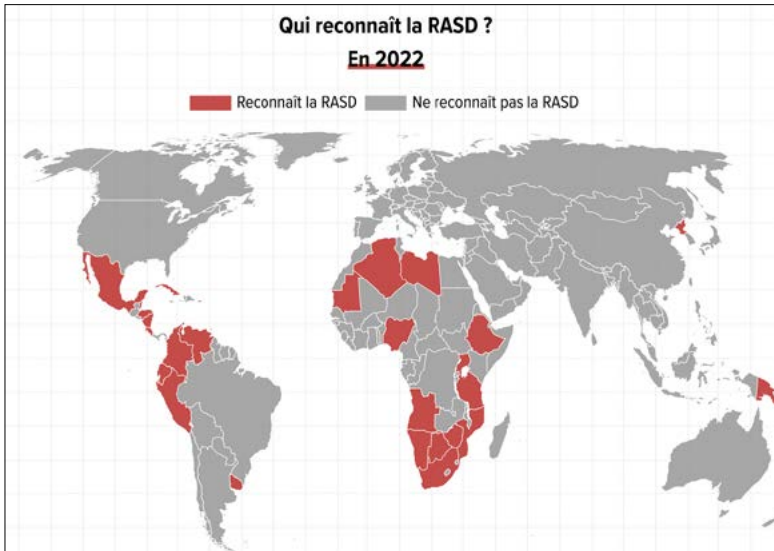 Qui reconnaît la RASD ?
En 2022
Reconnaît la RASD
Ne reconnaît pas la RASD